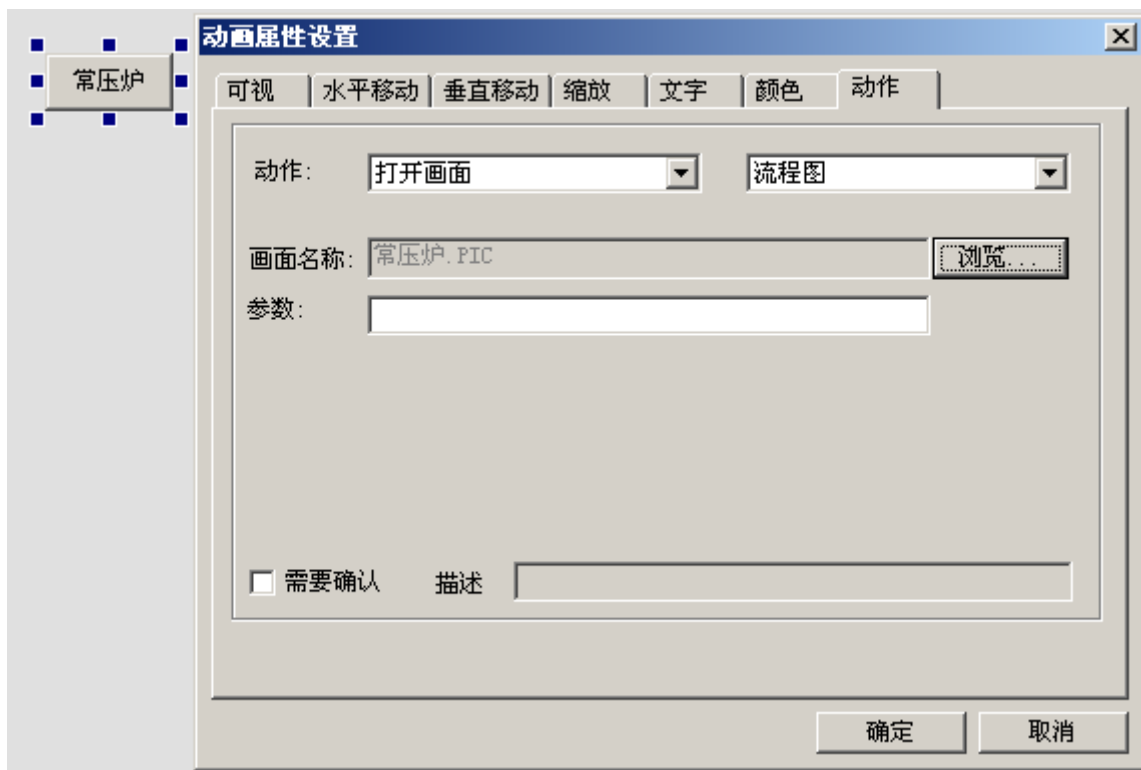 常压炉
动画属性设置
可视 水平移动 垂直移动 缩放 文字 颜色 动作
动作: 打开画面 流程图
画面名称: 常压炉.PIC 浏览...
参数:
需要确认 描述
确定 取消